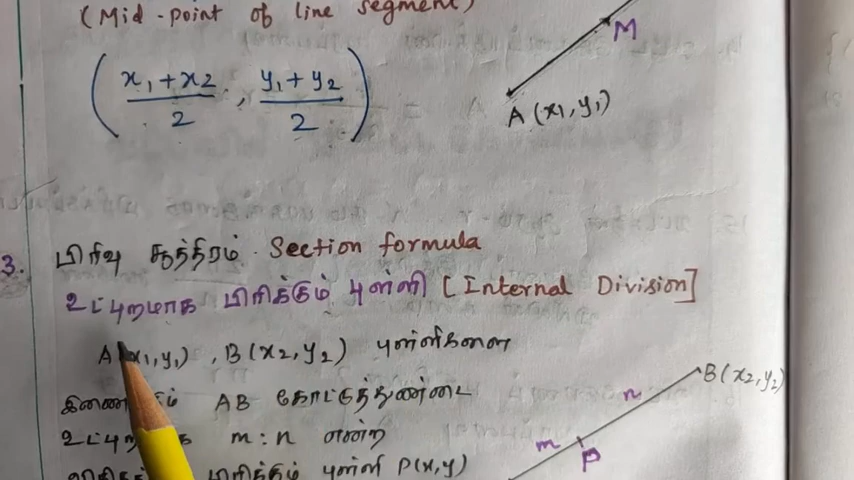 (Mid-point of line segment)
M
(x₁+x₂/2, y₁+y₂/2)
A(x₁,y₁)
3. பிரிவு சூத்திரம் Section formula
உட்புறமாக பிரிக்கும் புள்ளி [Internal Division]
A(x₁,y₁), B(x₂,y₂) புள்ளிகளை
B(x₂,y₂)
AB கோட்டுத்துண்டை
n
m:n என்ற
m
P
பிரிக்கும் புள்ளி P(x,y)